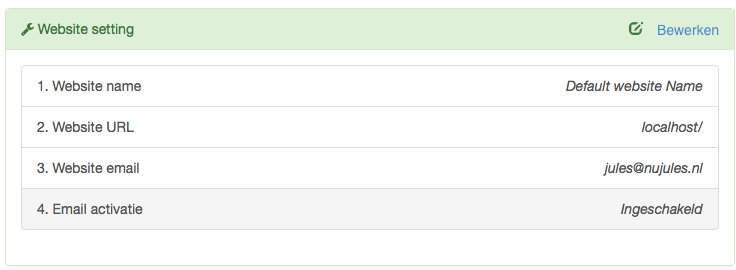 Website setting Bewerken
1. Website name Default website Name
2. Website URL localhost/
3. Website email jules@nujules.nl
4. Email activatie Ingeschakeld